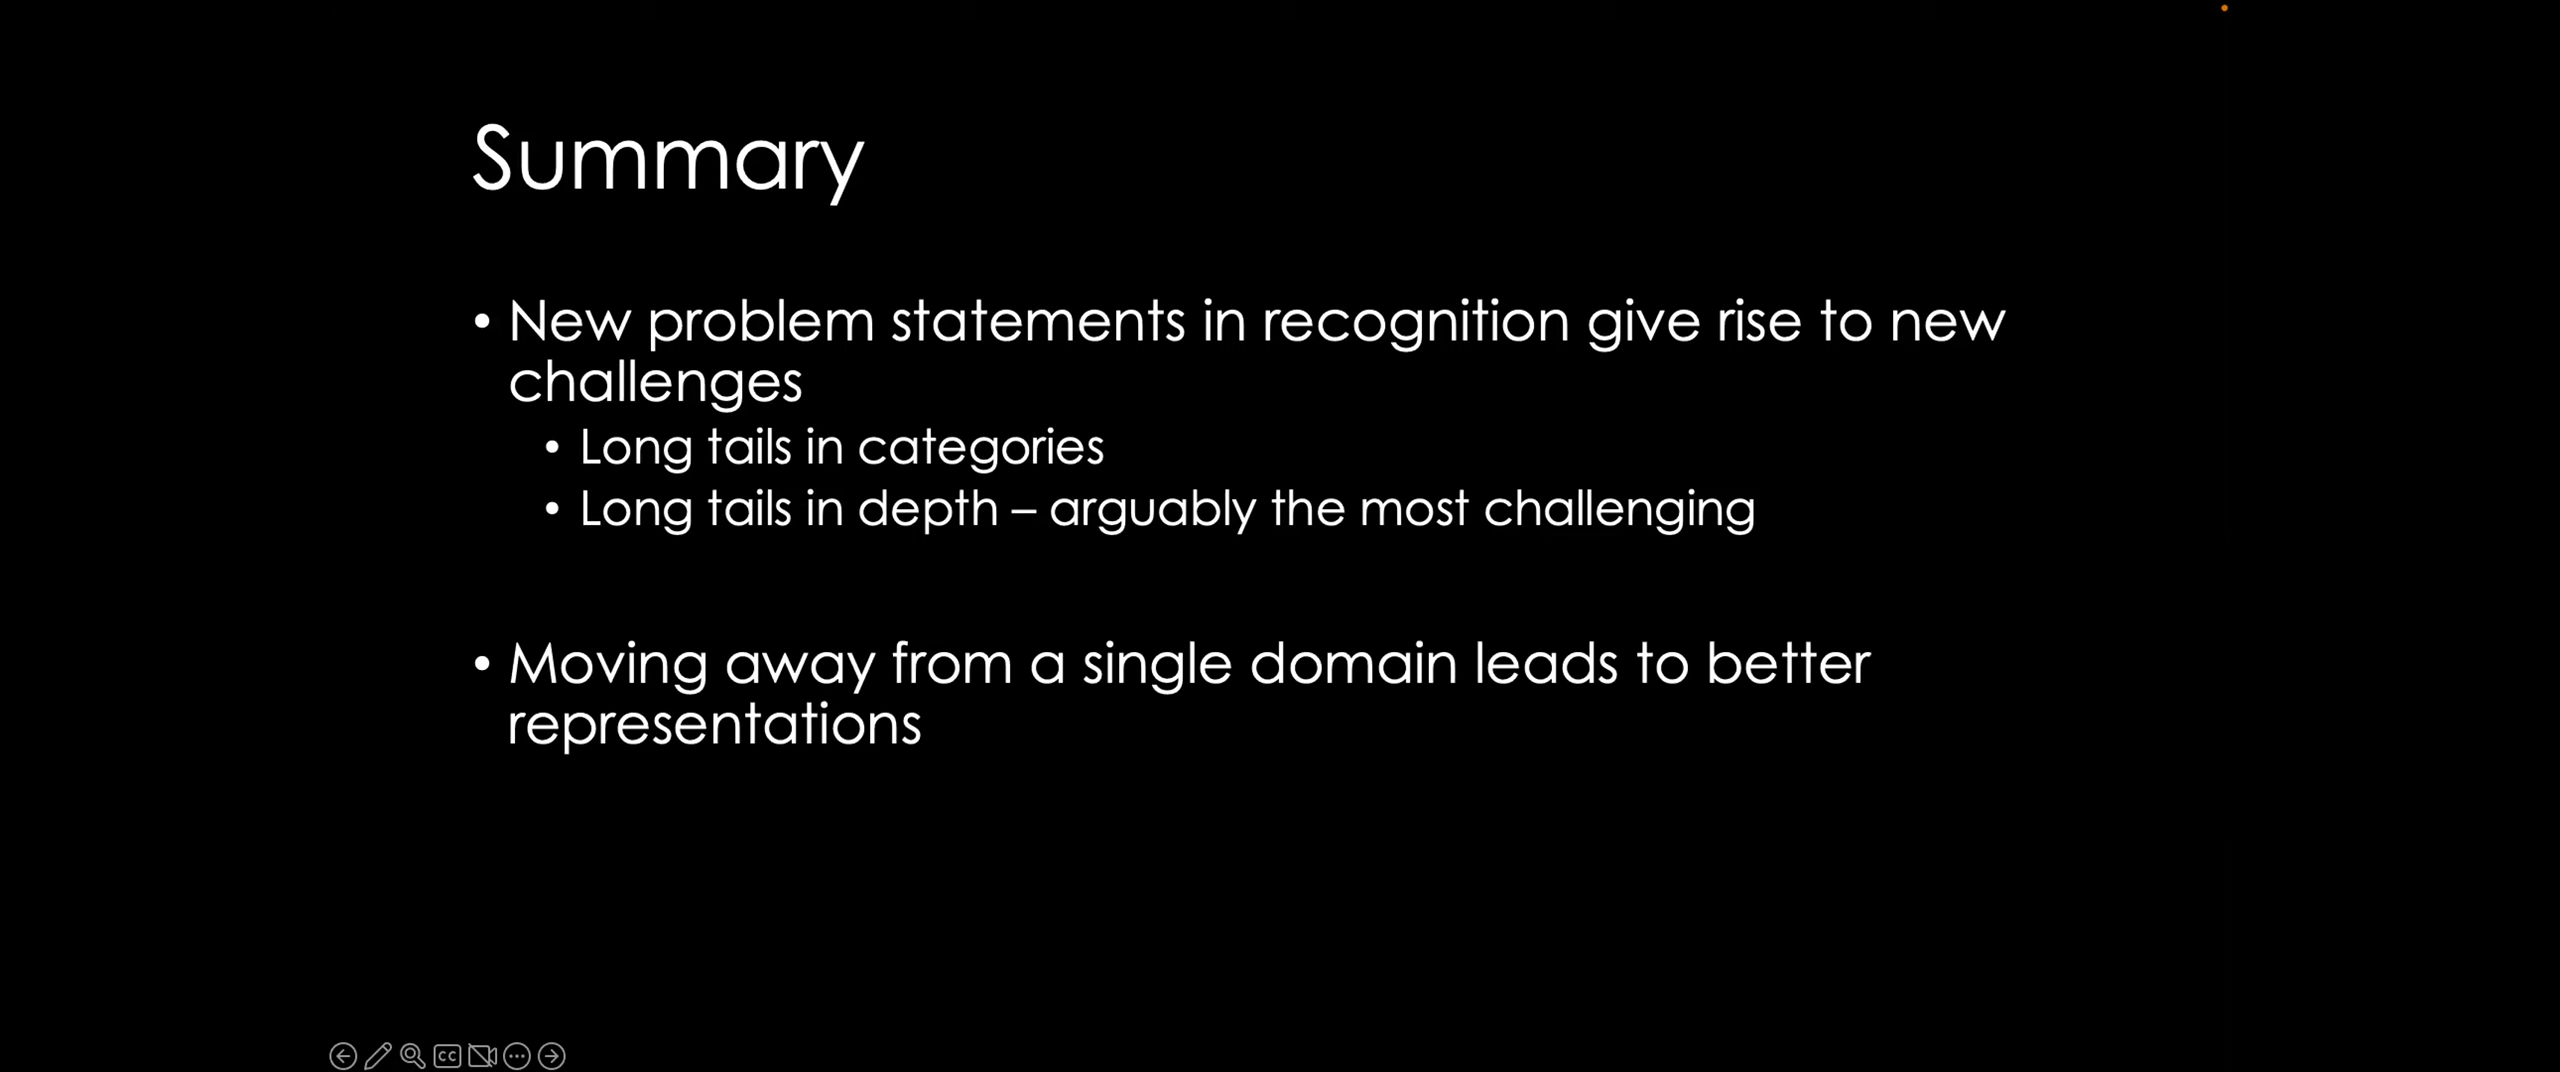 Summary
• New problem statements in recognition give rise to new
challenges
• Long tails in categories
• Long tails in depth – arguably the most challenging
• Moving away from a single domain leads to better
representations
CC